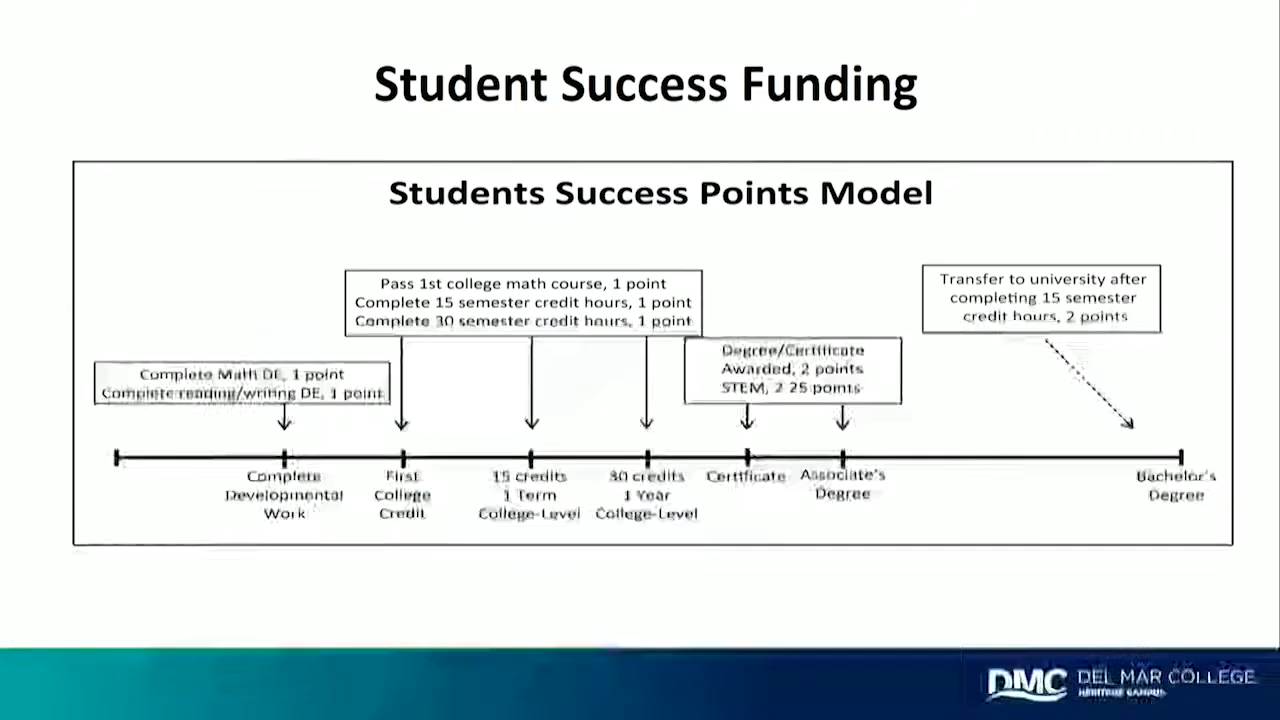 Student Success Funding
Students Success Points Model
Pass 1st college math course, 1 point
Complete 15 semester credit hours, 1 point
Complete 30 semester credit hours, 1 point
Transfer to university after
completing 15 semester
credit hours, 2 points
Degree/Certificate
Awarded, 2 points
STEM, 2 25 points
Complete Math DE, 1 point
Complete reading/writing DE, 1 point
Complete
Developmental
Work
First
College
Credit
15 credits
1 Term
College-Level
30 credits
1 Year
College-Level
Certificate
Associate's
Degree
Bachelor's
Degree
DMC DEL MAR COLLEGE
HERITAGE CAMPUS